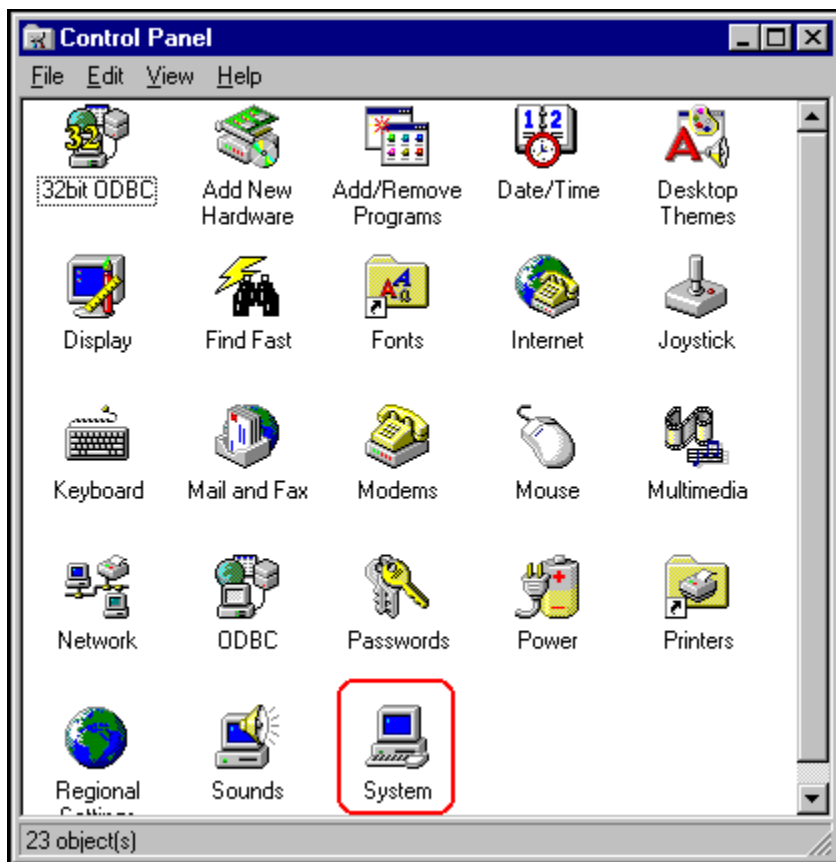 Control Panel
File Edit View Help
32bit ODBC
Add New
Hardware
Add/Remove
Programs
Date/Time
Desktop
Themes
Display
Find Fast
Fonts
Internet
Joystick
Keyboard
Mail and Fax
Modems
Mouse
Multimedia
Network
ODBC
Passwords
Power
Printers
Regional
Settings
Sounds
System
23 object(s)